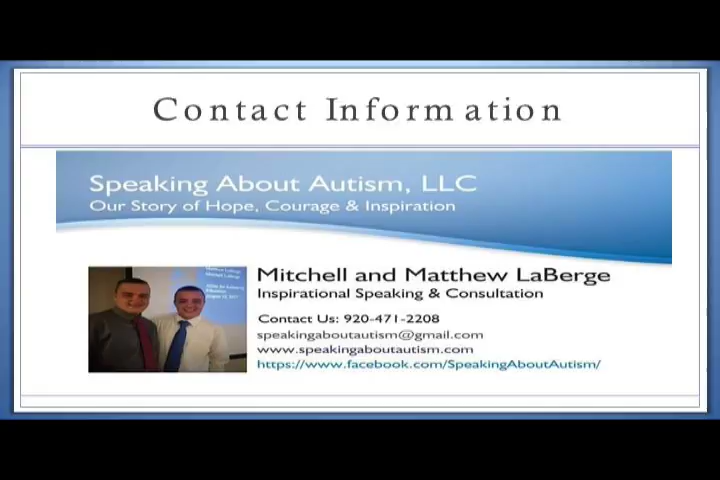 Contact Information
Speaking About Autism, LLC
Our Story of Hope, Courage & Inspiration
Mitchell and Matthew LaBerge
Inspirational Speaking & Consultation
Contact Us: 920-471-2208
speakingaboutautism@gmail.com
www.speakingaboutautism.com
https://www.facebook.com/SpeakingAboutAutism/